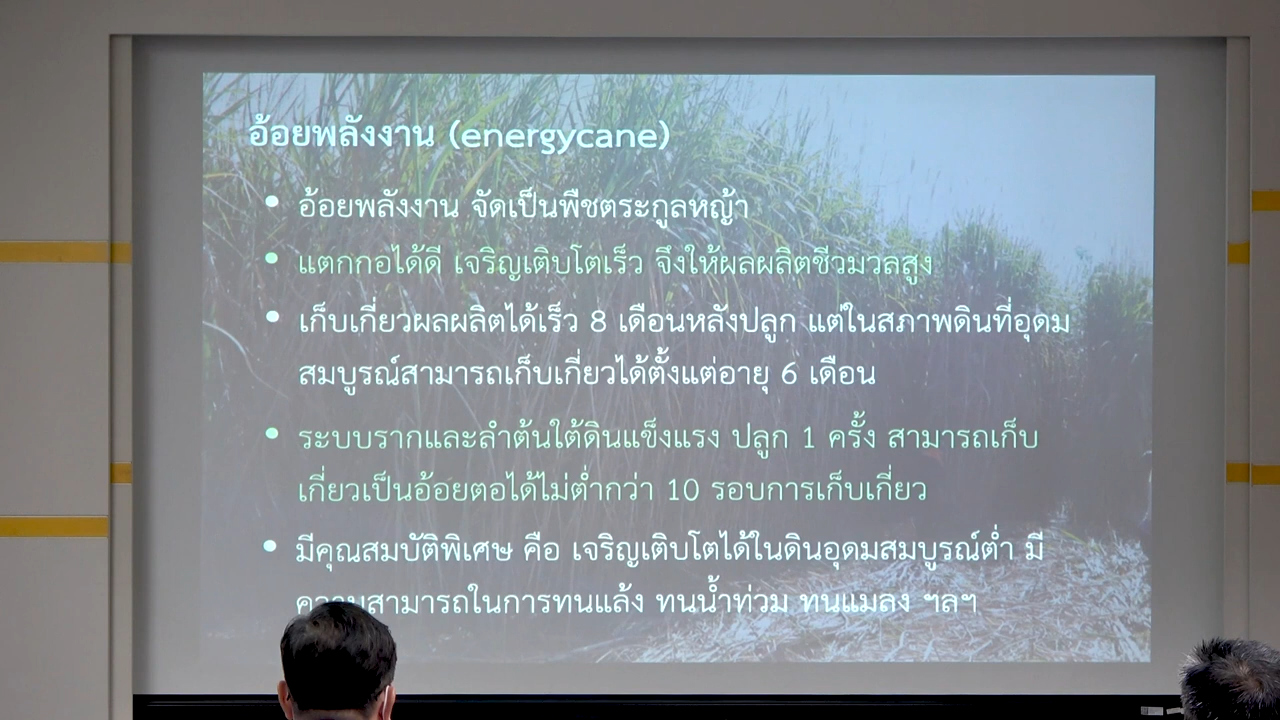 อ้อยพลังงาน (energycane)
• อ้อยพลังงาน จัดเป็นพืชตระกูลหญ้า
• แตกกอได้ดี เจริญเติบโตเร็ว จึงให้ผลผลิตชีวมวลสูง
• เก็บเกี่ยวผลผลิตได้เร็ว 8 เดือนหลังปลูก แต่ในสภาพดินที่อุดม
สมบูรณ์สามารถเก็บเกี่ยวได้ตั้งแต่อายุ 6 เดือน
• ระบบรากและลำต้นใต้ดินแข็งแรง ปลูก 1 ครั้ง สามารถเก็บ
เกี่ยวเป็นอ้อยตอได้ไม่ต่ำกว่า 10 รอบการเก็บเกี่ยว
• มีคุณสมบัติพิเศษ คือ เจริญเติบโตได้ในดินอุดมสมบูรณ์ต่ำ มี
ความสามารถในการทนแล้ง ทนน้ำท่วม ทนแมลง ฯลฯ